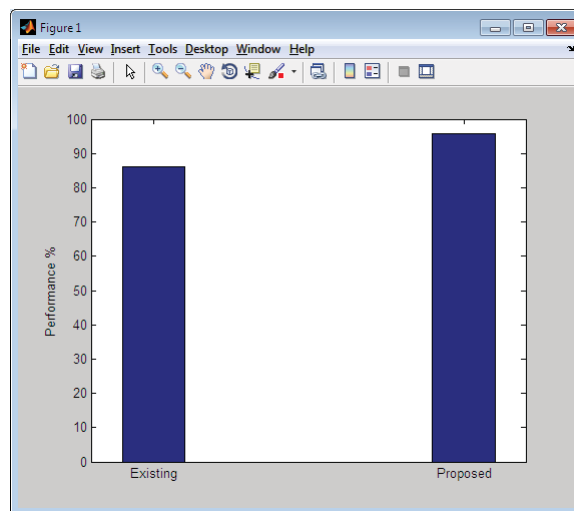 Figure 1
File Edit View Insert Tools Desktop Window Help
100
90
80
70
60
50
40
30
20
10
0
Performance %
Existing Proposed